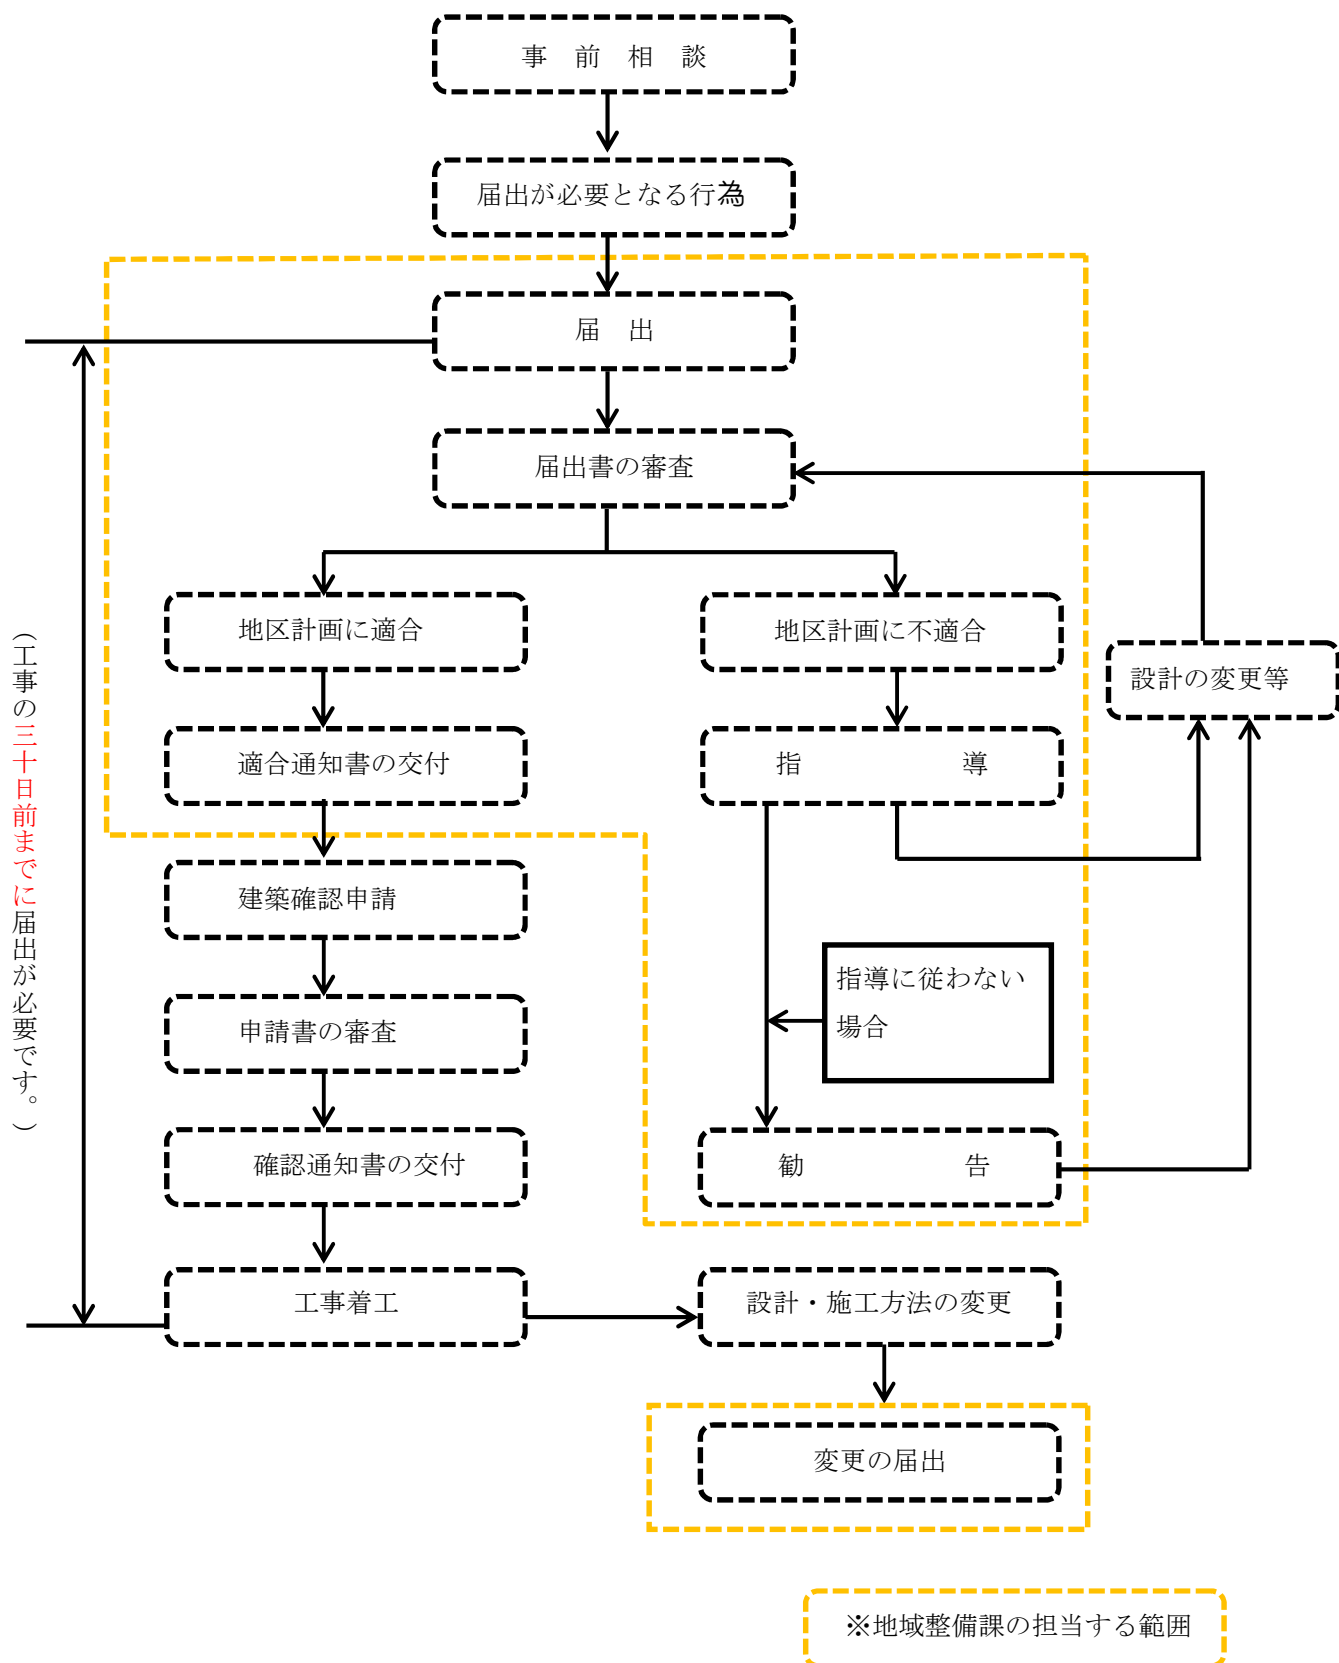 事　前　相　談
届出が必要となる行為
届　出
届出書の審査
地区計画に適合
地区計画に不適合
設計の変更等
適合通知書の交付
指　　　　　導
建築確認申請
指導に従わない
場合
申請書の審査
確認通知書の交付
勧　　　　　告
工事着工
設計・施工方法の変更
変更の届出
（工事の三十日前までに届出が必要です。）
※地域整備課の担当する範囲